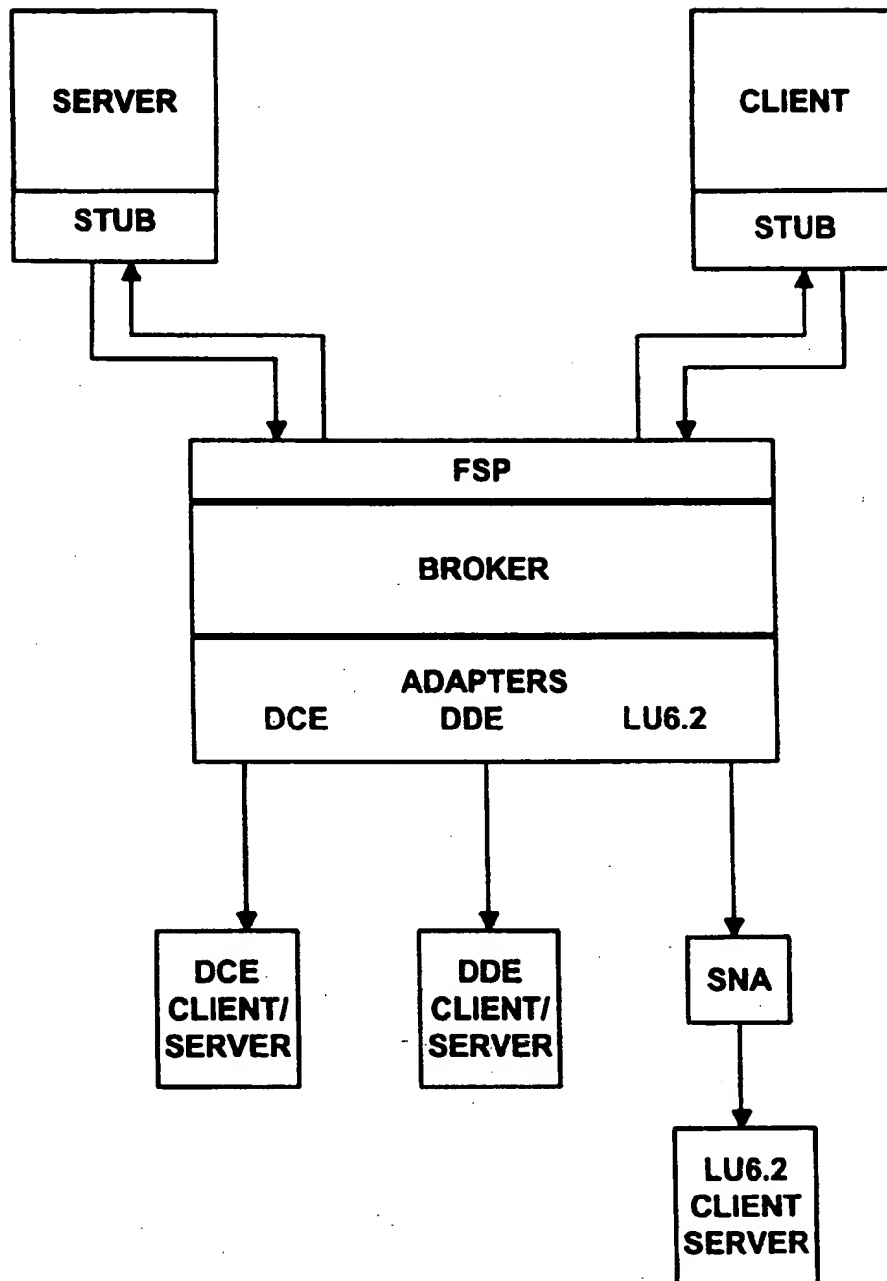 SERVER
STUB
CLIENT
STUB
FSP
BROKER
ADAPTERS
DCE DDE LU6.2
DCE
CLIENT/
SERVER
DDE
CLIENT/
SERVER
SNA
LU6.2
CLIENT
SERVER